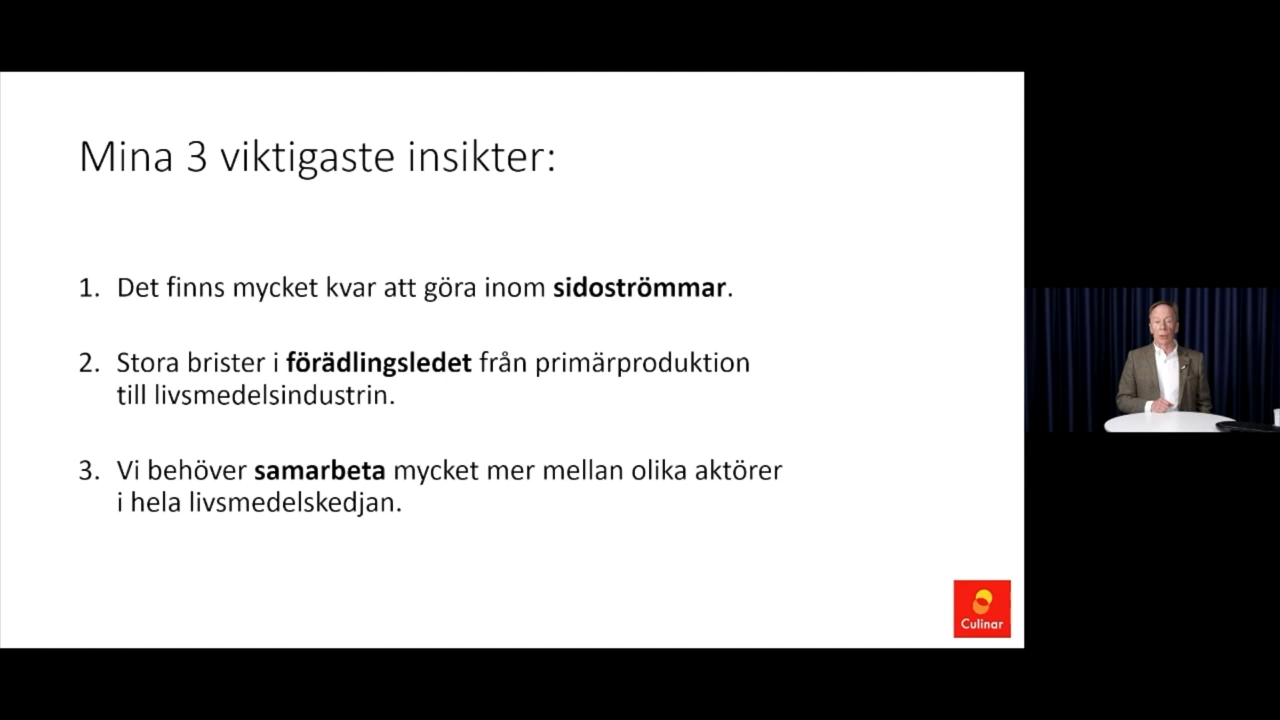 Mina 3 viktigaste insikter:
1. Det finns mycket kvar att göra inom sidoströmmar.
2. Stora brister i förädlingsledet från primärproduktion
till livsmedelsindustrin.
3. Vi behöver samarbeta mycket mer mellan olika aktörer
i hela livsmedelskedjan.
Culinar